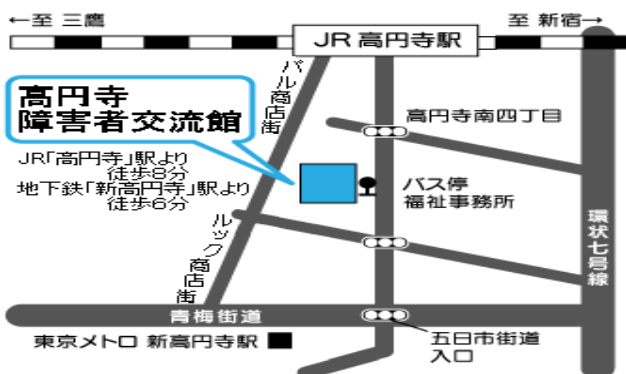 ←至 三鷹
至 新宿→
JR 高円寺駅
パル商店街
高円寺
障害者交流館
高円寺南四丁目
JR「高円寺」駅より
徒歩8分
地下鉄「新高円寺」駅より
徒歩6分
バス停
福祉事務所
ルック商店街
環状七号線
青梅街道
東京メトロ 新高円寺駅
五日市街道
入口